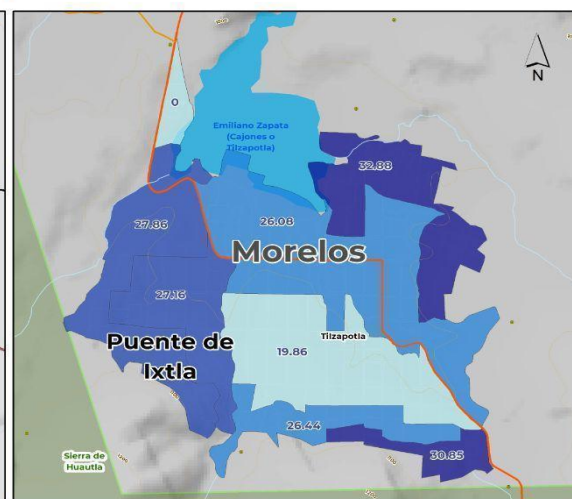 N
0
Emiliano Zapata
(Cajones o
Tilzapotla)
32.88
27.86
26.08
Morelos
27.16
Puente de
Ixtla
Tilzapotla
19.86
26.44
Sierra de
Huautla
30.85